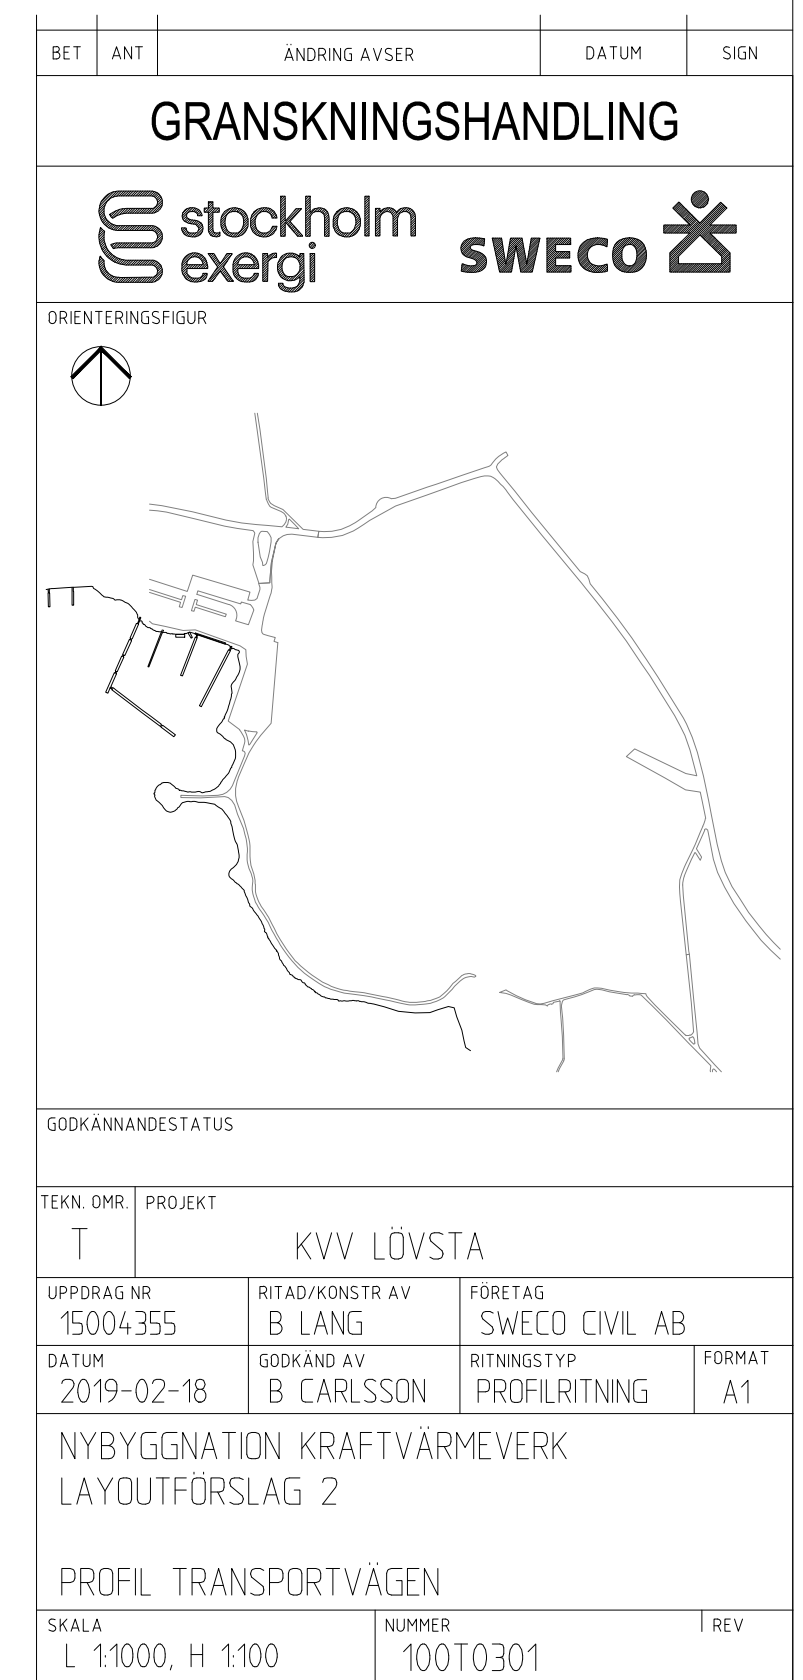 BET ANT ÄNDRING AVSER DATUM SIGN
GRANSKNINGSHANDLING
stockholm
exergi
SWECO
ORIENTERINGSFIGUR
GODKÄNNANDESTATUS
TEKN. OMR. PROJEKT
T KVV LÖVSTA
UPPDRAG NR RITAD/KONSTR AV FÖRETAG
15004355 B LANG SWECO CIVIL AB
DATUM GODKÄND AV RITNINGSTYP FORMAT
2019-02-18 B CARLSSON PROFILRITNING A1
NYBYGGNATION KRAFTVÄRMEVERK
LAYOUTFÖRSLAG 2
PROFIL TRANSPORTVÄGEN
SKALA NUMMER REV
L 1:1000, H 1:100 100T0301